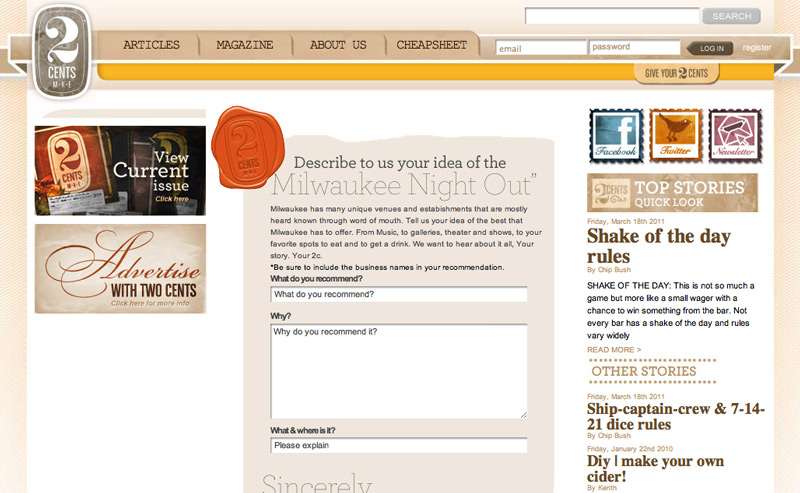 SEARCH
2
CENTS
M·K·E
ARTICLES
MAGAZINE
ABOUT US
CHEAPSHEET
email
password
LOG IN
register
GIVE YOUR 2 CENTS
View
Current
issue
Click here
Advertise
WITH TWO CENTS
Click here for more info
2
CENTS
Describe to us your idea of the
Milwaukee Night Out”
Milwaukee has many unique venues and estabishments that are mostly
heard known through word of mouth. Tell us your idea of the best that
Milwaukee has to offer. From Music, to galleries, theater and shows, to your
favorite spots to eat and to get a drink. We want to hear about it all, Your
story. Your 2c.
*Be sure to include the business names in your recommendation.
What do you recommend?
What do you recommend?
Why?
Why do you recommend it?
What & where is it?
Please explain
Sincerely
Facebook
Twitter
Newsletter
2CENTS
TOP STORIES
QUICK LOOK
Friday, March 18th 2011
Shake of the day
rules
By Chip Bush
SHAKE OF THE DAY: This is not so much a
game but more like a small wager with a
chance to win something from the bar. Not
every bar has a shake of the day and rules
vary widely
READ MORE >
OTHER STORIES
Friday, March 18th 2011
Ship-captain-crew & 7-14-
21 dice rules
By Chip Bush
Friday, January 22nd 2010
Diy | make your own
cider!
By Kenth